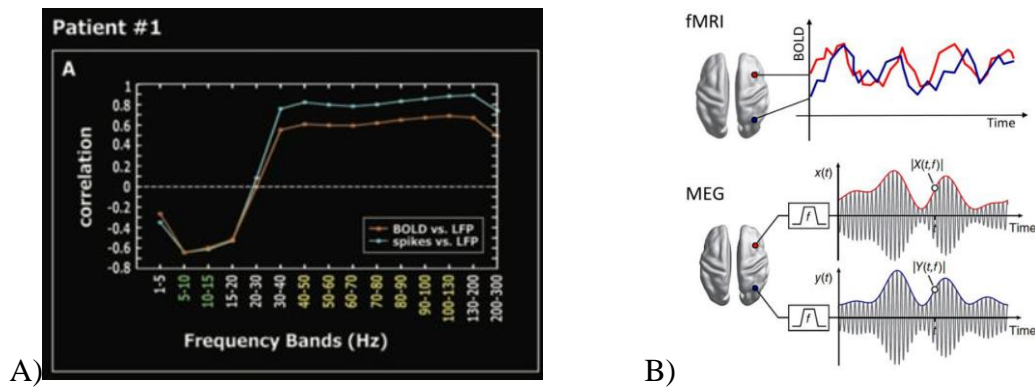 Patient #1
A
correlation
1
0.8
0.6
0.4
0.2
0
-0.2
-0.4
-0.6
-0.8
BOLD vs. LFP
spikes vs. LFP
1-5
5-10
10-15
15-20
20-30
30-40
40-50
50-60
60-70
70-80
80-90
90-100
100-130
130-200
200-300
Frequency Bands (Hz)
A)
fMRI
BOLD
Time
MEG
x(t)
|X(t,f)|
f
t
Time
y(t)
|Y(t,f)|
f
t
Time
B)